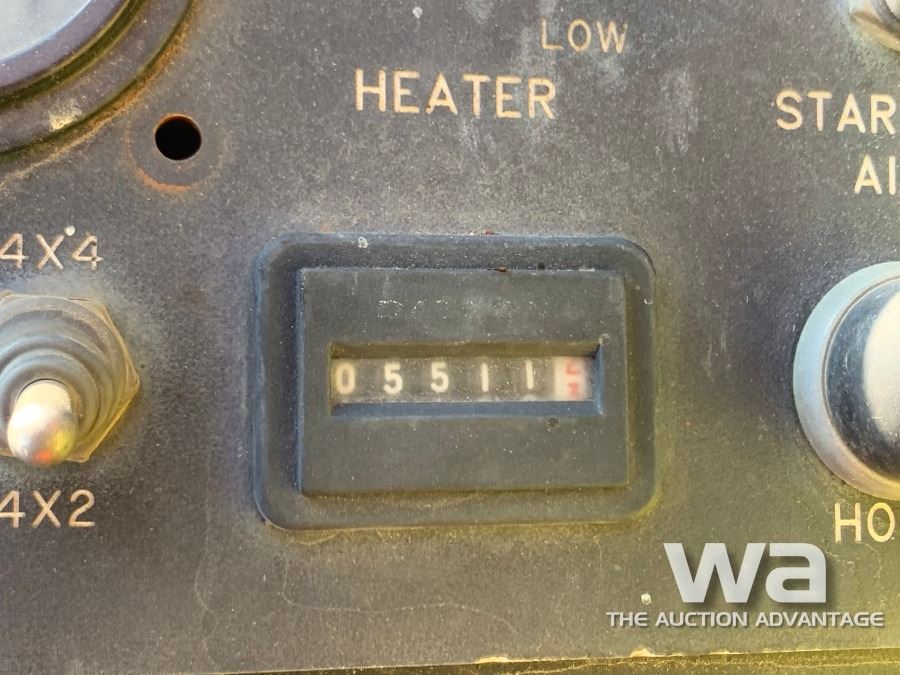 LOW
HEATER
STAR
AI
4X4
05511
4X2
HO
wa
THE AUCTION ADVANTAGE